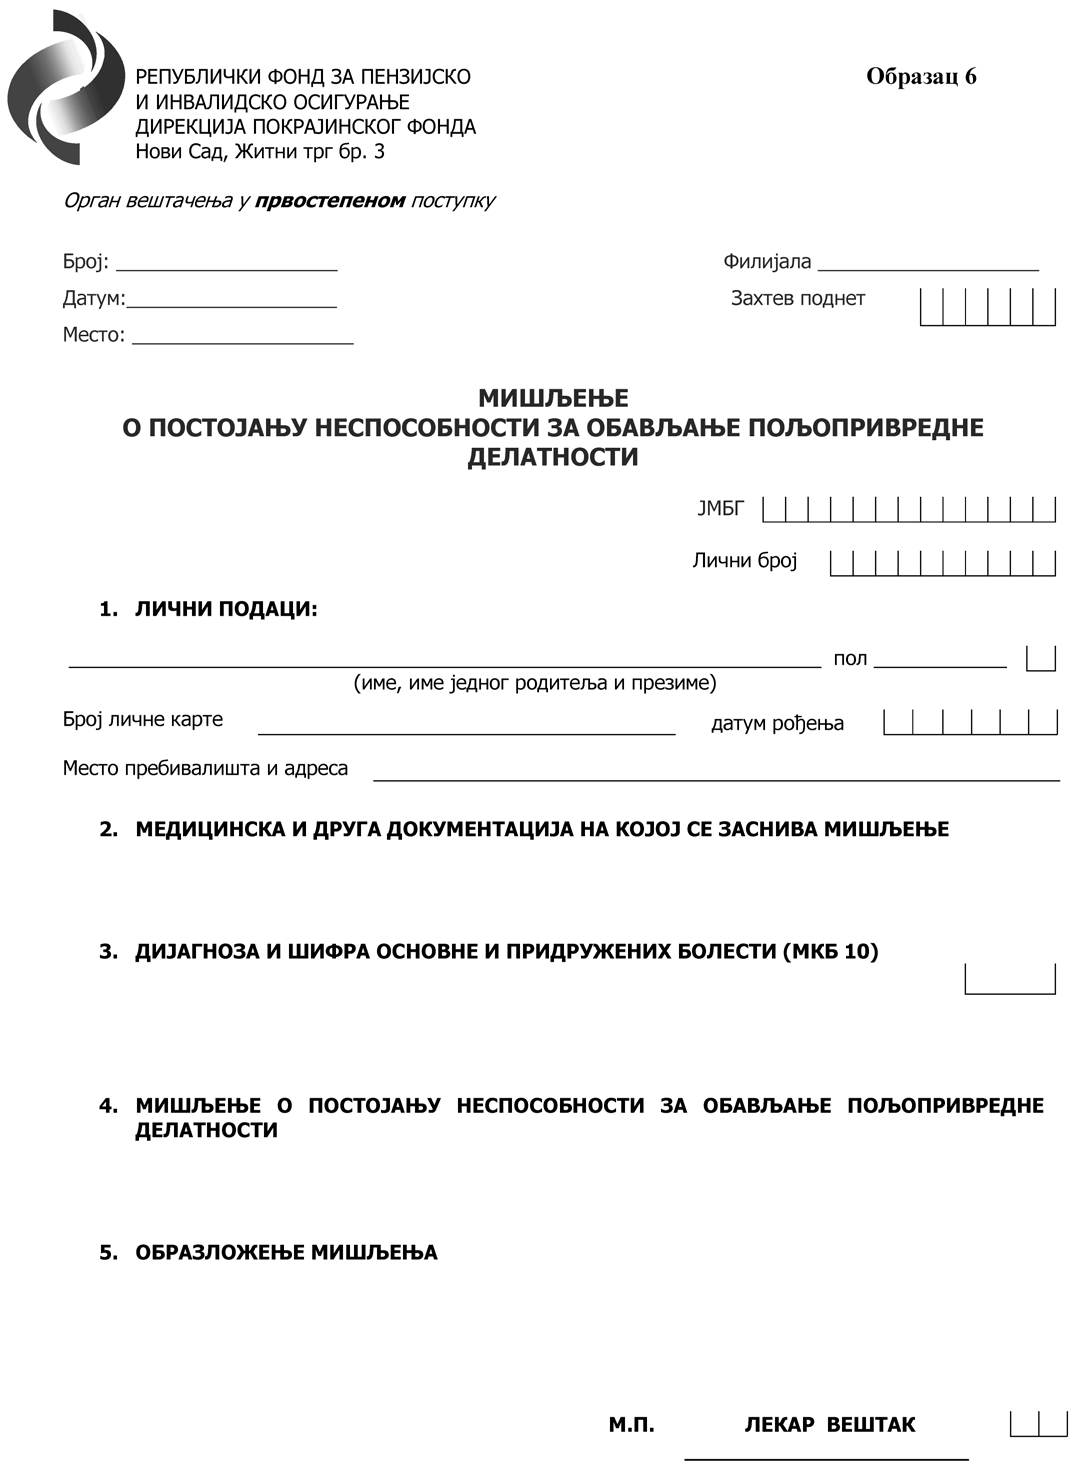 РЕПУБЛИЧКИ ФОНД ЗА ПЕНЗИЈСКО
И ИНВАЛИДСКО ОСИГУРАЊЕ
ДИРЕКЦИЈА ПОКРАЈИНСКОГ ФОНДА
Нови Сад, Житни трг бр. 3
Образац 6
Орган вештачења у првостепеном поступку
Број: Филијала
Датум: Захтев поднет
Место:
МИШЉЕЊЕ
О ПОСТОЈАЊУ НЕСПОСОБНОСТИ ЗА ОБАВЉАЊЕ ПОЉОПРИВРЕДНЕ
ДЕЛАТНОСТИ
ЈМБГ
Лични број
1. ЛИЧНИ ПОДАЦИ:
пол
(име, име једног родитеља и презиме)
Број личне карте датум рођења
Место пребивалишта и адреса
2. МЕДИЦИНСКА И ДРУГА ДОКУМЕНТАЦИЈА НА КОЈОЈ СЕ ЗАСНИВА МИШЉЕЊЕ
3. ДИЈАГНОЗА И ШИФРА ОСНОВНЕ И ПРИДРУЖЕНИХ БОЛЕСТИ (МКБ 10)
4. МИШЉЕЊЕ О ПОСТОЈАЊУ НЕСПОСОБНОСТИ ЗА ОБАВЉАЊЕ ПОЉОПРИВРЕДНЕ
ДЕЛАТНОСТИ
5. ОБРАЗЛОЖЕЊЕ МИШЉЕЊА
М.П. ЛЕКАР ВЕШТАК